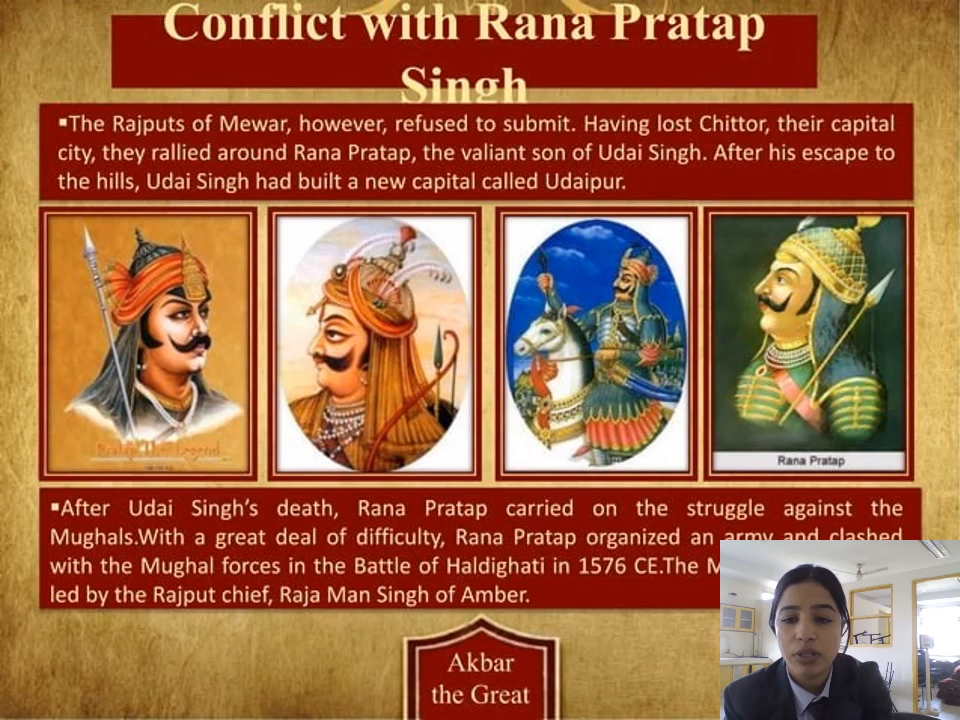 Conflict with Rana Pratap
Singh
▪The Rajputs of Mewar, however, refused to submit. Having lost Chittor, their capital
city, they rallied around Rana Pratap, the valiant son of Udai Singh. After his escape to
the hills, Udai Singh had built a new capital called Udaipur.
Rana Pratap
▪After Udai Singh’s death, Rana Pratap carried on the struggle against the
Mughals.With a great deal of difficulty, Rana Pratap organized an army and clashed
with the Mughal forces in the Battle of Haldighati in 1576 CE.The
led by the Rajput chief, Raja Man Singh of Amber.
Akbar
the Great